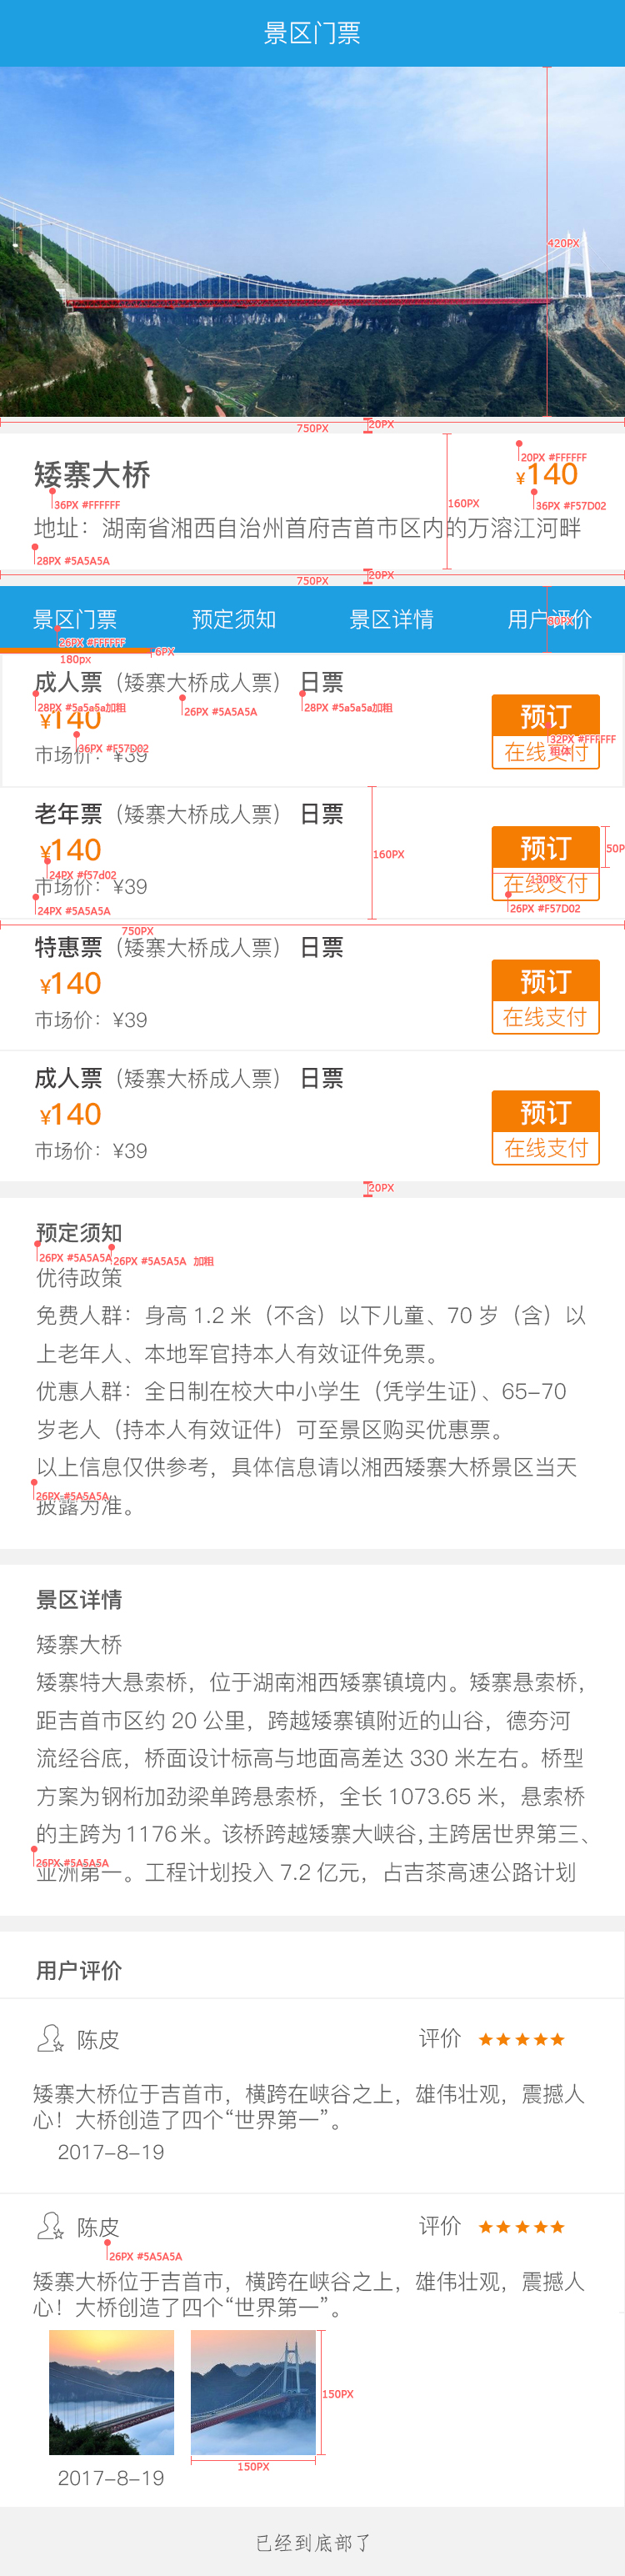 景区门票
420PX
750PX
20PX
矮寨大桥
20PX #FFFFFF
¥140
36PX #FFFFFF
36PX #F57D02
160PX
地址：湖南省湘西自治州首府吉首市区内的万溶江河畔
28PX #5A5A5A
750PX
20PX
景区门票 预定须知 景区详情 用户评价
80PX
26PX #FFFFFF
6PX
180px
成人票（矮寨大桥成人票） 日票
28PX #5a5a5a加粗
26PX #5A5A5A
28PX #5a5a5a加粗
¥140
预订
36PX #F57D02
32PX #FFFFFF
粗体
市场价：¥39
在线支付
老年票（矮寨大桥成人票） 日票
¥140
预订
50P
160PX
24PX #f57d02
130PX
市场价：¥39
在线支付
24PX #5A5A5A
26PX #F57D02
750PX
特惠票（矮寨大桥成人票） 日票
¥140
预订
市场价：¥39
在线支付
成人票（矮寨大桥成人票） 日票
¥140
预订
市场价：¥39
在线支付
20PX
预定须知
26PX #5A5A5A
26PX #5A5A5A 加粗
优待政策
免费人群：身高 1.2 米（不含）以下儿童、70 岁（含）以
上老年人、本地军官持本人有效证件免票。
优惠人群：全日制在校大中小学生（凭学生证）、65-70
岁老人（持本人有效证件）可至景区购买优惠票。
以上信息仅供参考，具体信息请以湘西矮寨大桥景区当天
26PX #5A5A5A
披露为准。
景区详情
矮寨大桥
矮寨特大悬索桥，位于湖南湘西矮寨镇境内。矮寨悬索桥，
距吉首市区约 20 公里，跨越矮寨镇附近的山谷，德夯河
流经谷底，桥面设计标高与地面高差达 330 米左右。桥型
方案为钢桁加劲梁单跨悬索桥，全长 1073.65 米，悬索桥
的主跨为1176米。该桥跨越矮寨大峡谷,主跨居世界第三、
26PX #5A5A5A
亚洲第一。工程计划投入 7.2 亿元，占吉茶高速公路计划
用户评价
陈皮 评价
矮寨大桥位于吉首市，横跨在峡谷之上，雄伟壮观，震撼人
心！大桥创造了四个“世界第一”。
2017-8-19
陈皮 评价
26PX #5A5A5A
矮寨大桥位于吉首市，横跨在峡谷之上，雄伟壮观，震撼人
心！大桥创造了四个“世界第一”。
150PX
150PX
2017-8-19
已经到底部了